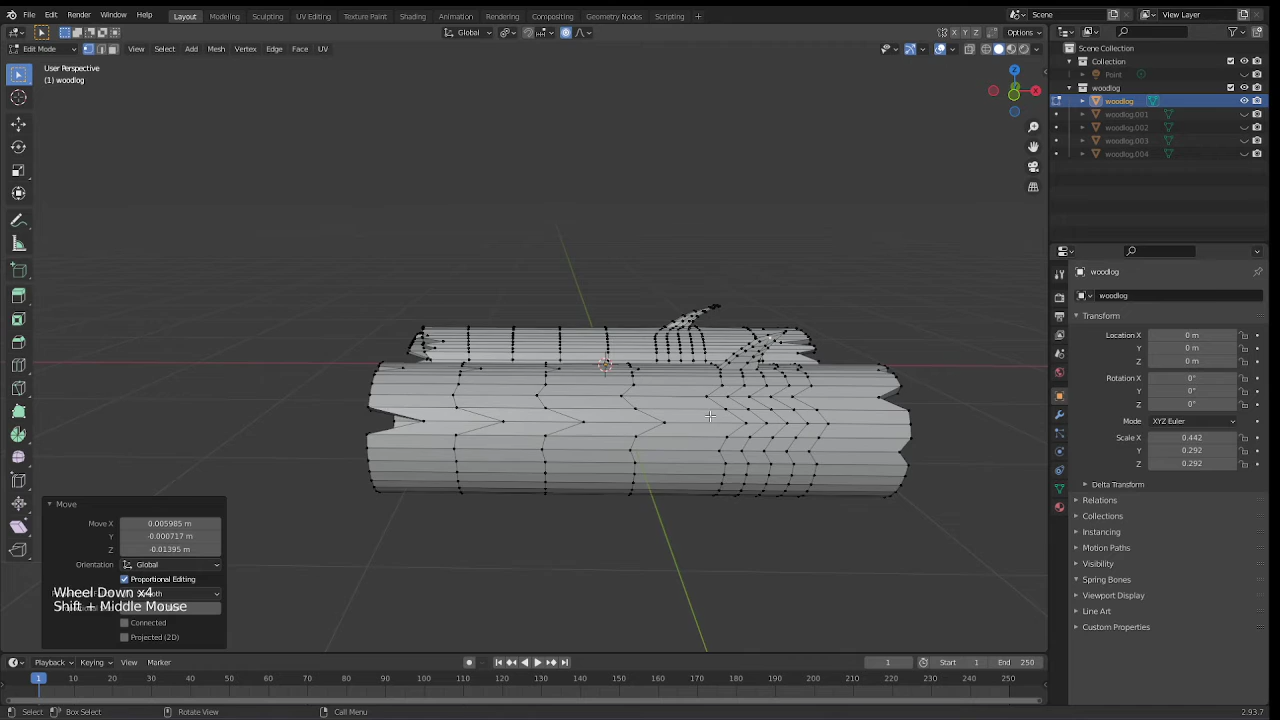 File Edit Render Window Help Layout Modeling Sculpting UV Editing Texture Paint Shading Animation Rendering Compositing Geometry Nodes Scripting + Scene View Layer
Global Options
Edit Mode View Select Add Mesh Vertex Edge Face UV X Y Z
User Perspective
(1) woodlog
Z
X
Scene Collection
Collection
Point
woodlog
woodlog
woodlog.001
woodlog.002
woodlog.003
woodlog.004
woodlog
woodlog
Transform
Location X 0 m
Y 0 m
Z 0 m
Rotation X 0°
Y 0°
Z 0°
Mode XYZ Euler
Scale X 0.442
Y 0.292
Z 0.292
Delta Transform
Relations
Collections
Instancing
Motion Paths
Visibility
Spring Bones
Viewport Display
Line Art
Custom Properties
Move
Move X 0.005985 m
Y -0.000717 m
Z -0.01395 m
Orientation Global
Proportional Editing
Wheel Down x4
Shift + Middle Mouse
Connected
Projected (2D)
Playback Keying View Marker 1 Start 1 End 250
1 10 20 30 40 50 60 70 80 90 100 110 120 130 140 150 160 170 180 190 200 210 220 230 240 250
Select Box Select Rotate View Call Menu 2.93.7